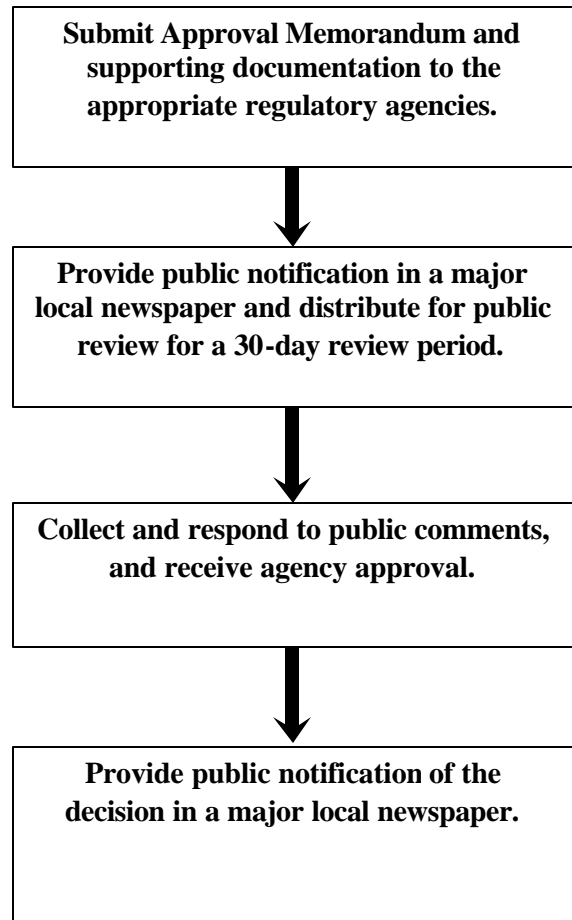 Submit Approval Memorandum and
supporting documentation to the
appropriate regulatory agencies.
Provide public notification in a major
local newspaper and distribute for public
review for a 30-day review period.
Collect and respond to public comments,
and receive agency approval.
Provide public notification of the
decision in a major local newspaper.